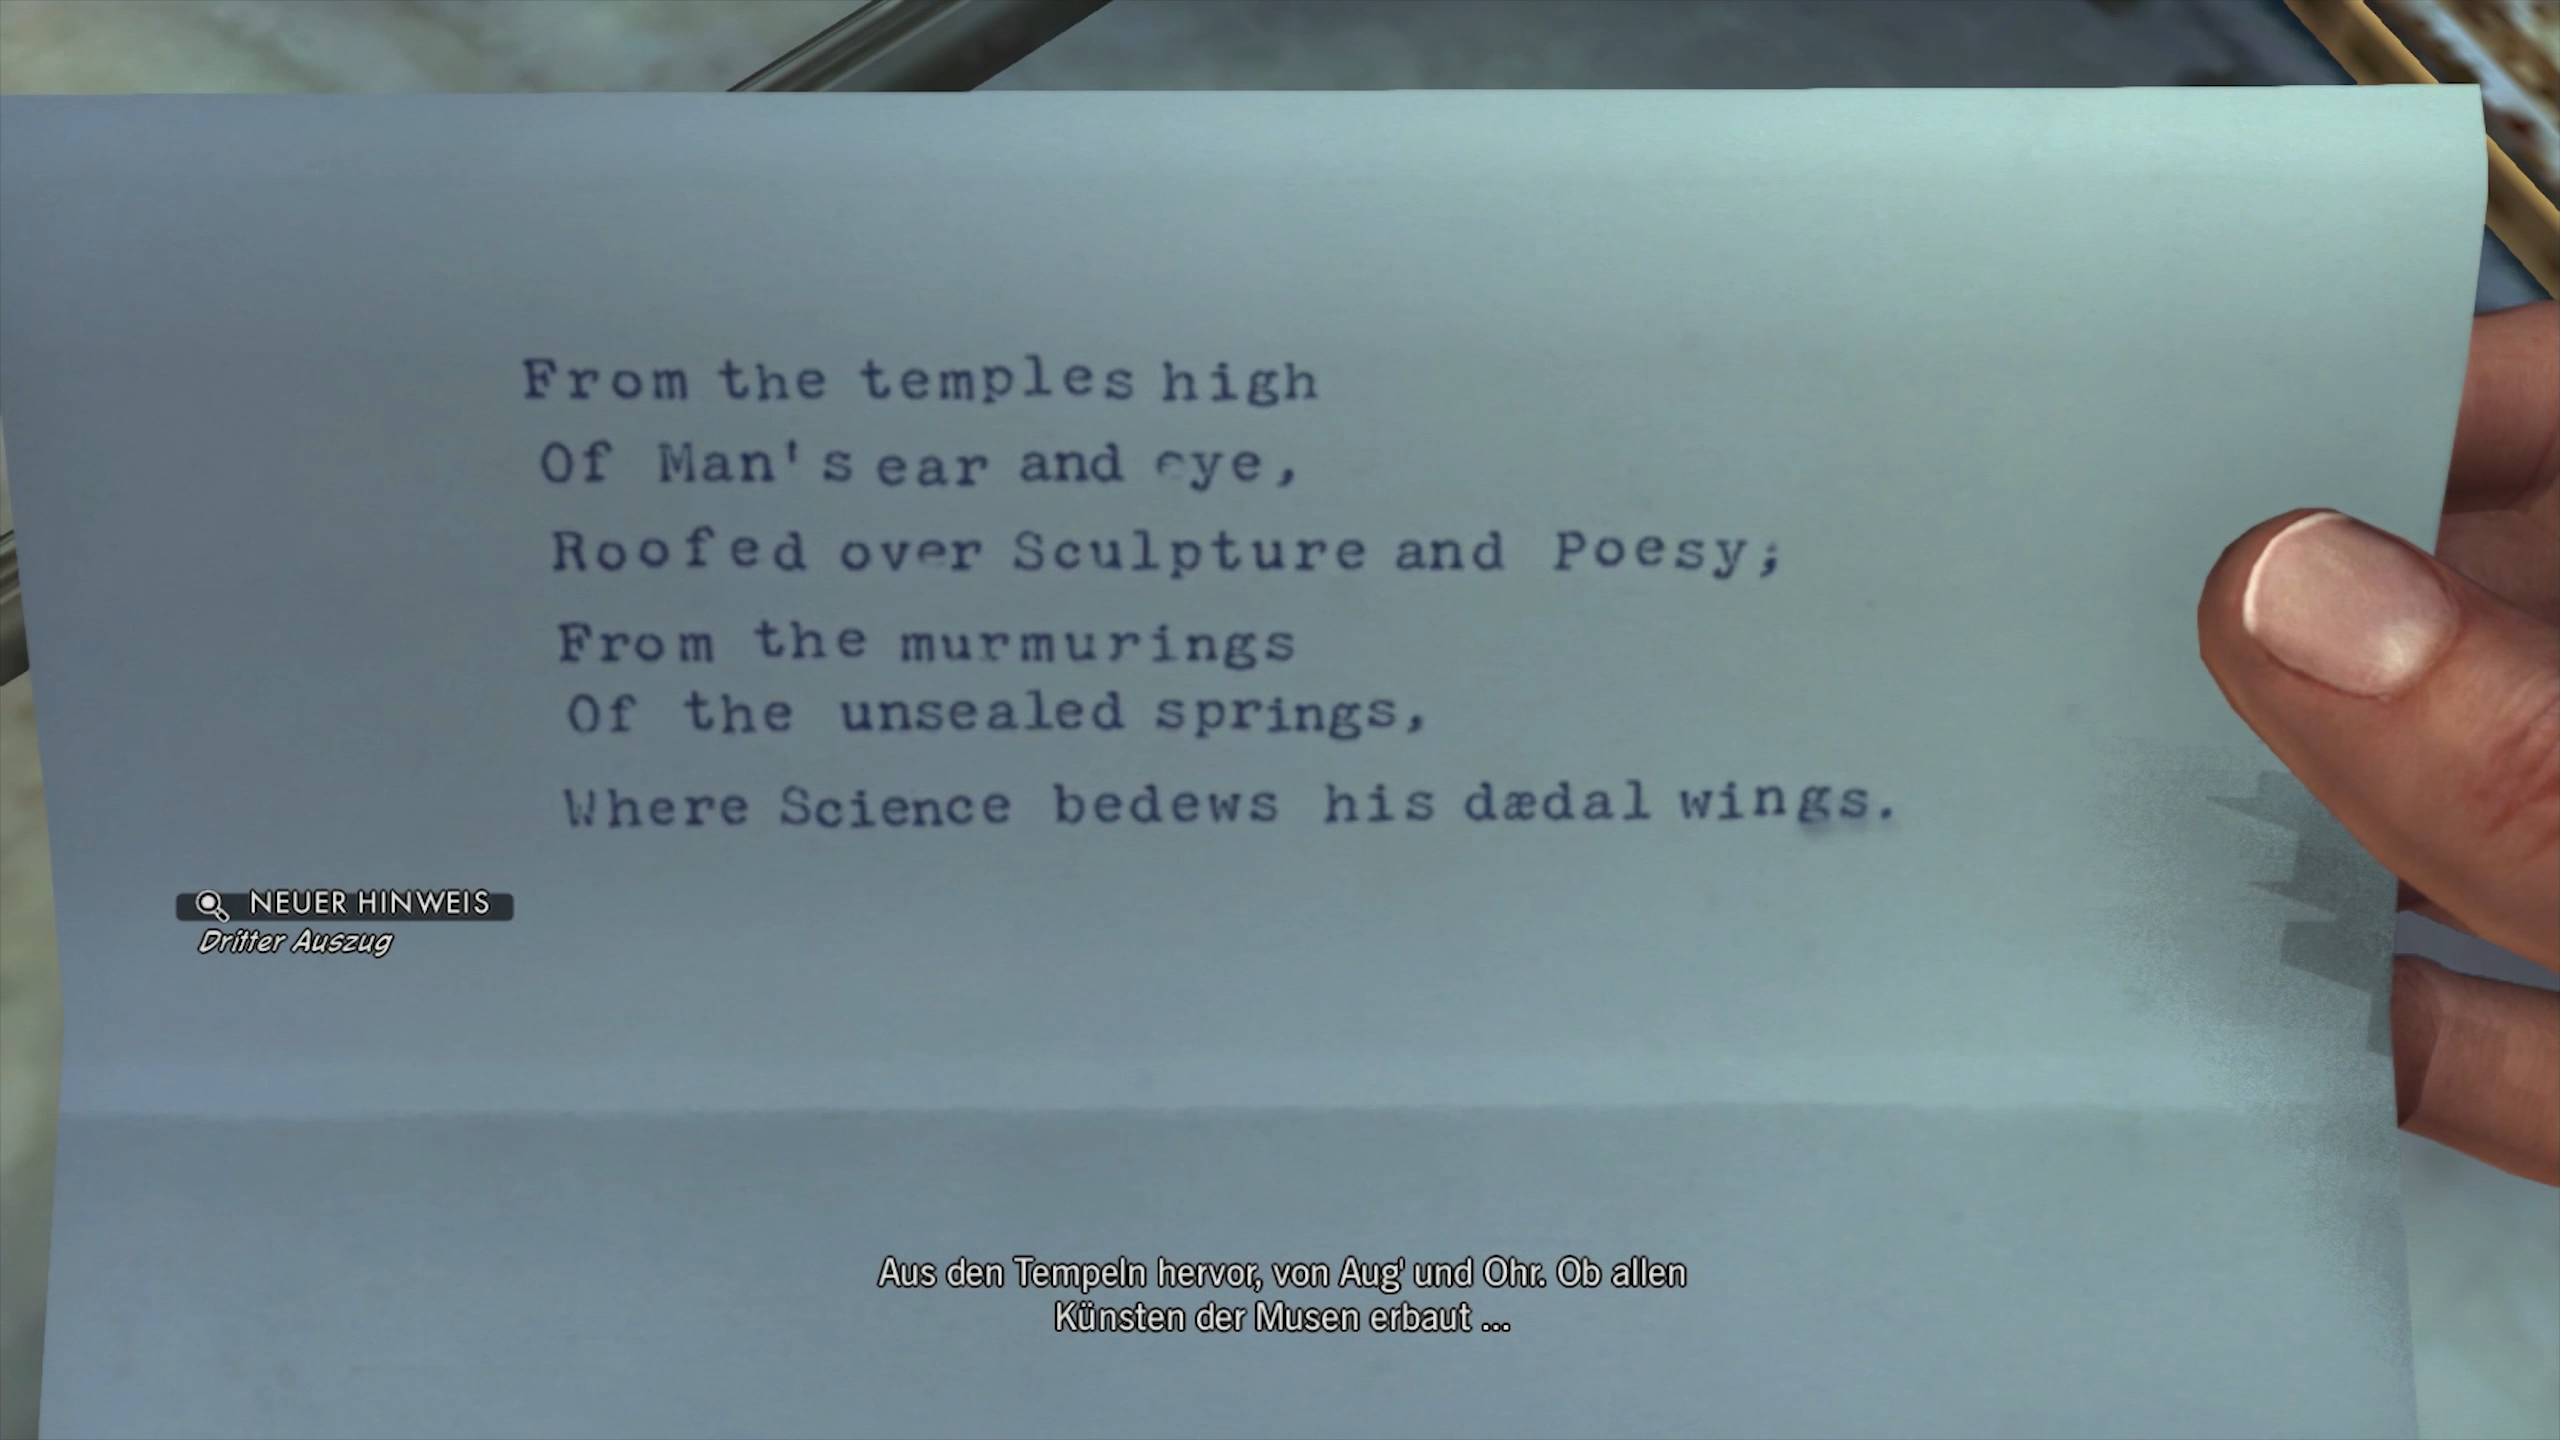 From the temples high
Of Man's ear and eye,
Roofed over Sculpture and Poesy;
From the murmurings
Of the unsealed springs,
Where Science bedews his dædal wings.
NEUER HINWEIS
Dritter Auszug
Aus den Tempeln hervor, von Aug' und Ohr. Ob allen
Künsten der Musen erbaut ...